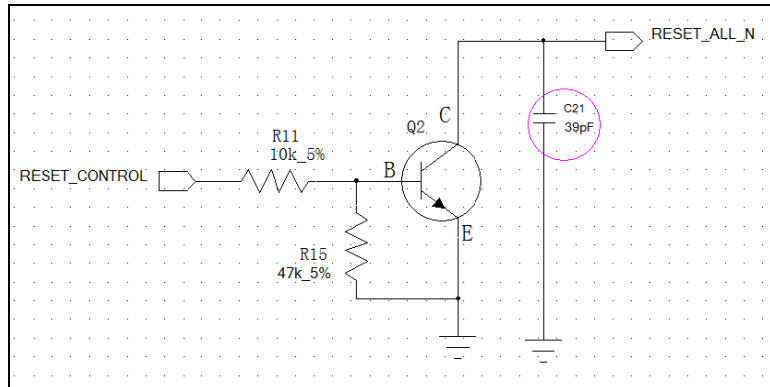 RESET_ALL_N
C21
39pF
C
Q2
R11
10k_5%
RESET_CONTROL
B
E
R15
47k_5%